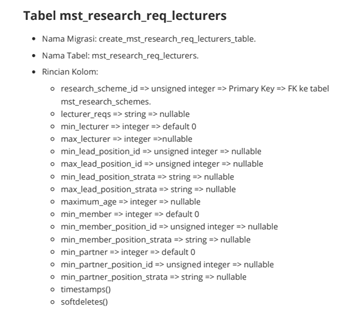 Tabel mst_research_req_lecturers
• Nama Migrasi: create_mst_research_req_lecturers_table.
• Nama Tabel: mst_research_req_lecturers.
• Rincian Kolom:
○ research_scheme_id => unsigned integer => Primary Key => FK ke tabel
mst_research_schemes.
○ lecturer_reqs => string => nullable
○ min_lecturer => integer => default 0
○ max_lecturer => integer =>nullable
○ min_lead_position_id => unsigned integer => nullable
○ max_lead_position_id => unsigned integer => nullable
○ min_lead_position_strata => string => nullable
○ max_lead_position_strata => string => nullable
○ maximum_age => integer => nullable
○ min_member => integer => default 0
○ min_member_position_id => unsigned integer => nullable
○ min_member_position_strata => string => nullable
○ min_partner => integer => default 0
○ min_partner_position_id => unsigned integer => nullable
○ min_partner_position_strata => string => nullable
○ timestamps()
○ softdeletes()